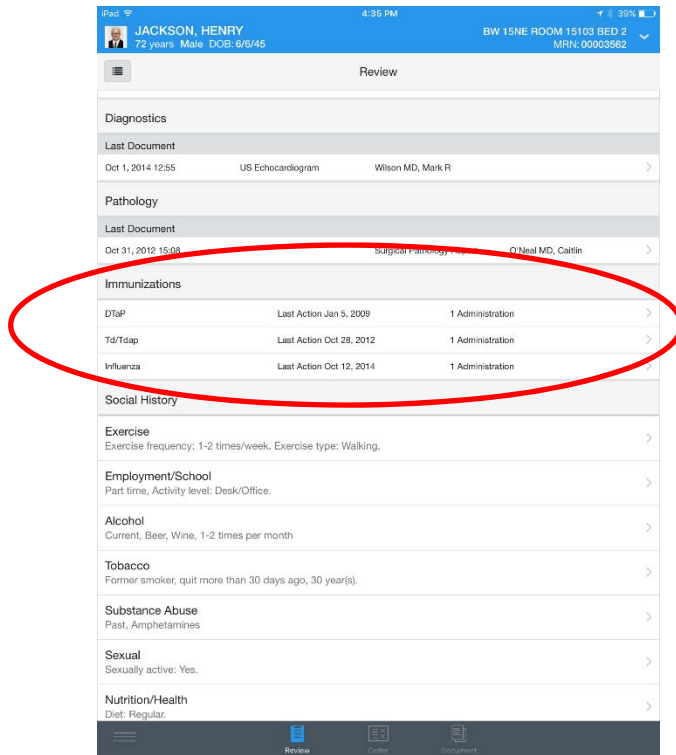 iPad 4:35 PM 39%
JACKSON, HENRY BW 15NE ROOM 15103 BED 2
72 years Male DOB: 6/6/45 MRN: 00003562
Review
Diagnostics
Last Document
Oct 1, 2014 12:55 US Echocardiogram Wilson MD, Mark R
Pathology
Last Document
Oct 31, 2012 15:08 Surgical Pathology O'Neal MD, Caitlin
Immunizations
DTaP Last Action Jan 5, 2009 1 Administration
Td/Tdap Last Action Oct 28, 2012 1 Administration
Influenza Last Action Oct 12, 2014 1 Administration
Social History
Exercise
Exercise frequency: 1-2 times/week. Exercise type: Walking.
Employment/School
Part time, Activity level: Desk/Office.
Alcohol
Current, Beer, Wine, 1-2 times per month
Tobacco
Former smoker, quit more than 30 days ago, 30 year(s).
Substance Abuse
Past, Amphetamines
Sexual
Sexually active: Yes.
Nutrition/Health
Diet: Regular.
Review Order Document